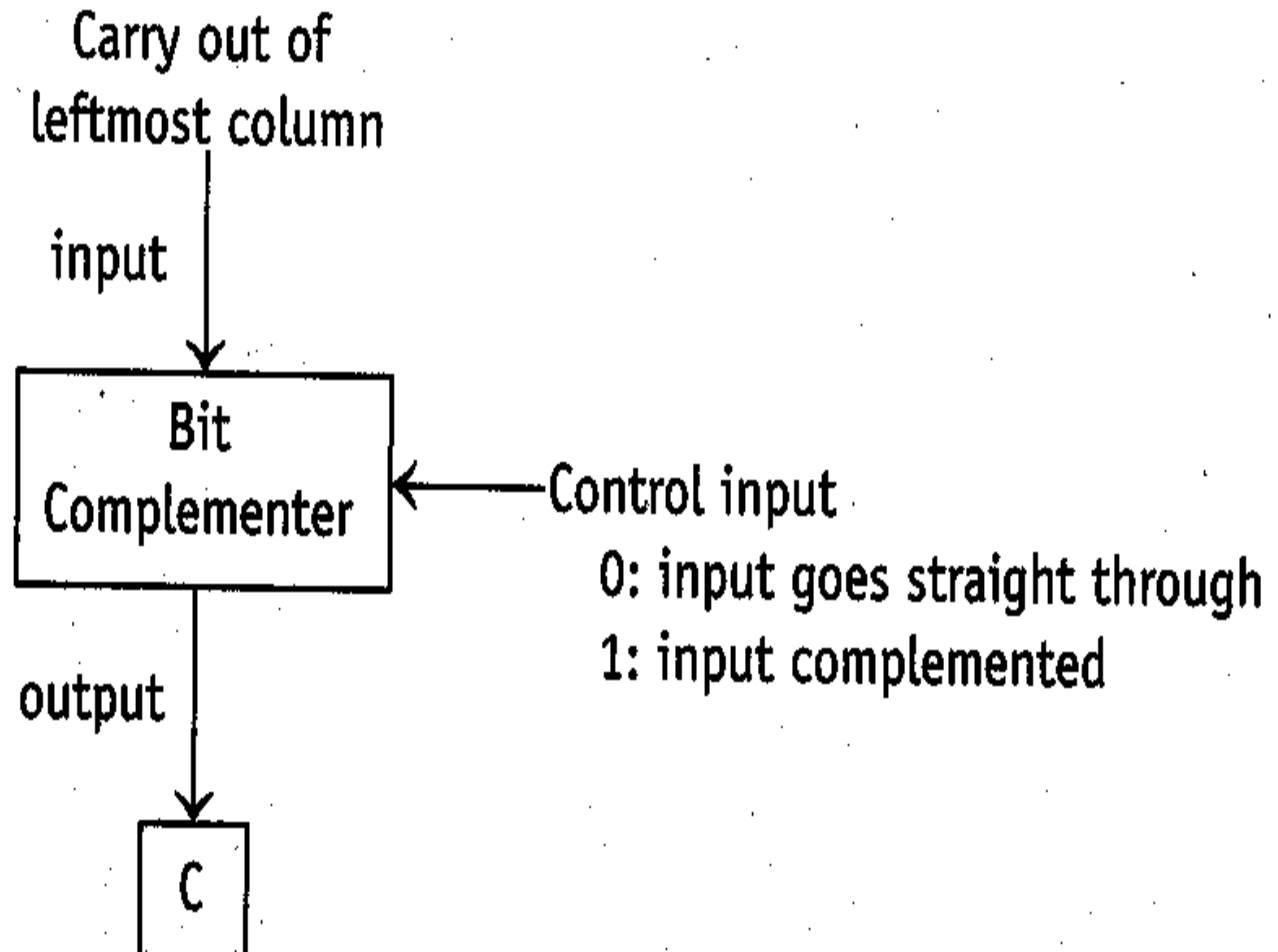 Carry out of
leftmost column
input
Bit
Complementer
Control input
0: input goes straight through
1: input complemented
output
C